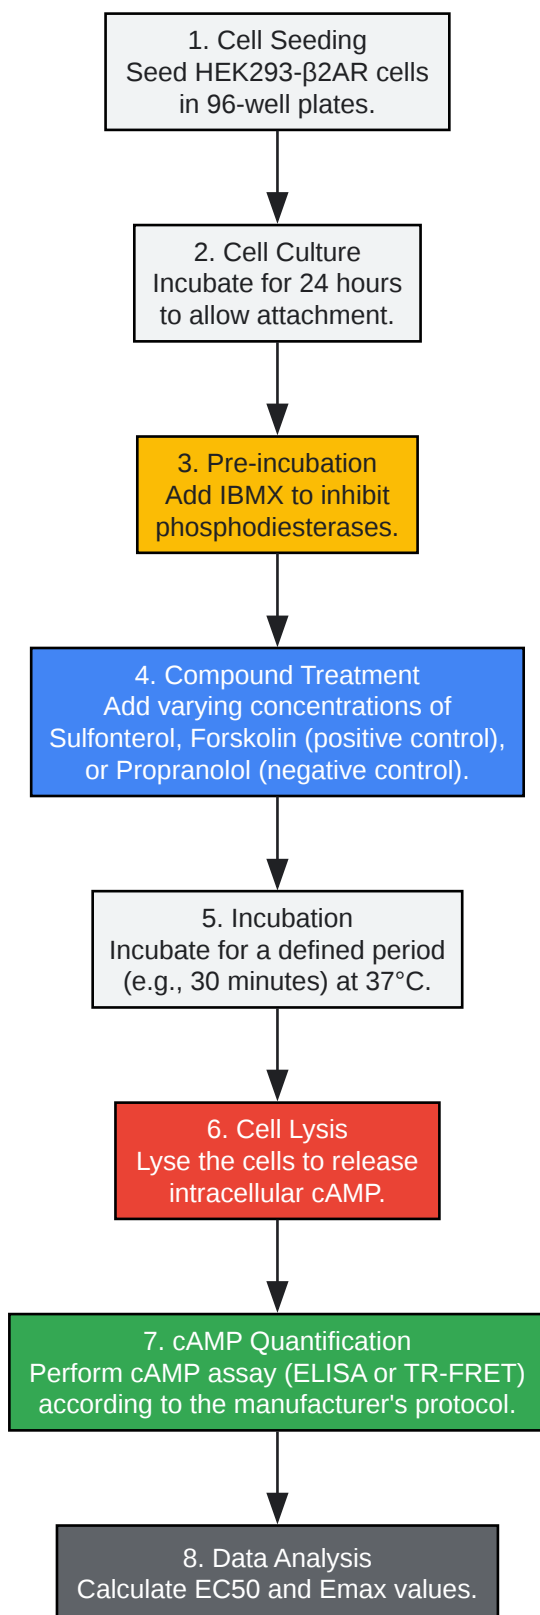 1. Cell Seeding
Seed HEK293-β2AR cells
in 96-well plates.
2. Cell Culture
Incubate for 24 hours
to allow attachment.
3. Pre-incubation
Add IBMX to inhibit
phosphodiesterases.
4. Compound Treatment
Add varying concentrations of
Sulfonterol, Forskolin (positive control),
or Propranolol (negative control).
5. Incubation
Incubate for a defined period
(e.g., 30 minutes) at 37°C.
6. Cell Lysis
Lyse the cells to release
intracellular cAMP.
7. cAMP Quantification
Perform cAMP assay (ELISA or TR-FRET)
according to the manufacturer's protocol.
8. Data Analysis
Calculate EC50 and Emax values.